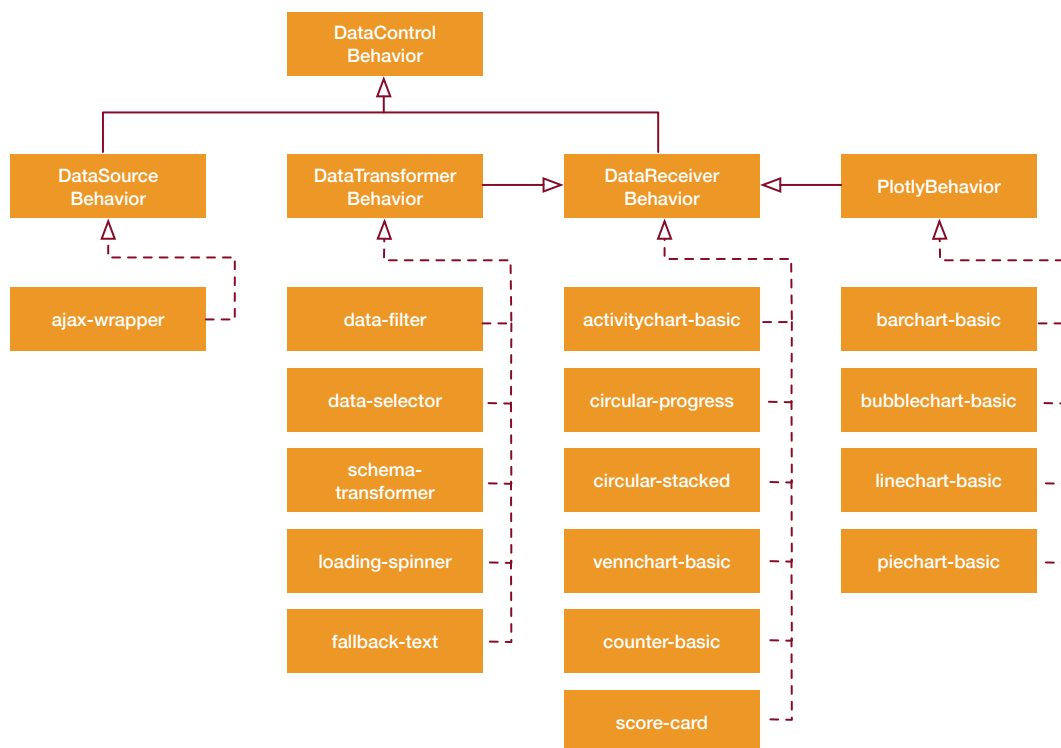 DataControl
Behavior
DataSource
Behavior
DataTransformer
Behavior
DataReceiver
Behavior
PlotlyBehavior
ajax-wrapper
data-filter
activitychart-basic
barchart-basic
data-selector
circular-progress
bubblechart-basic
schema-
transformer
circular-stacked
linechart-basic
loading-spinner
vennchart-basic
piechart-basic
fallback-text
counter-basic
score-card